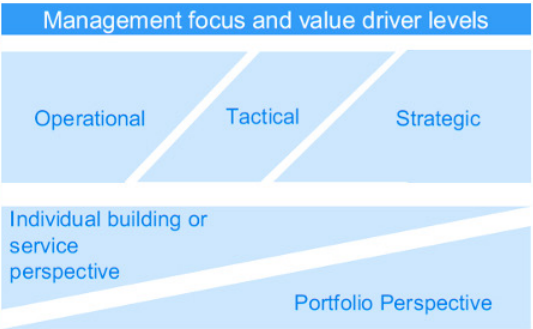 Management focus and value driver levels
Operational
Tactical
Strategic
Individual building or
service
perspective
Portfolio Perspective